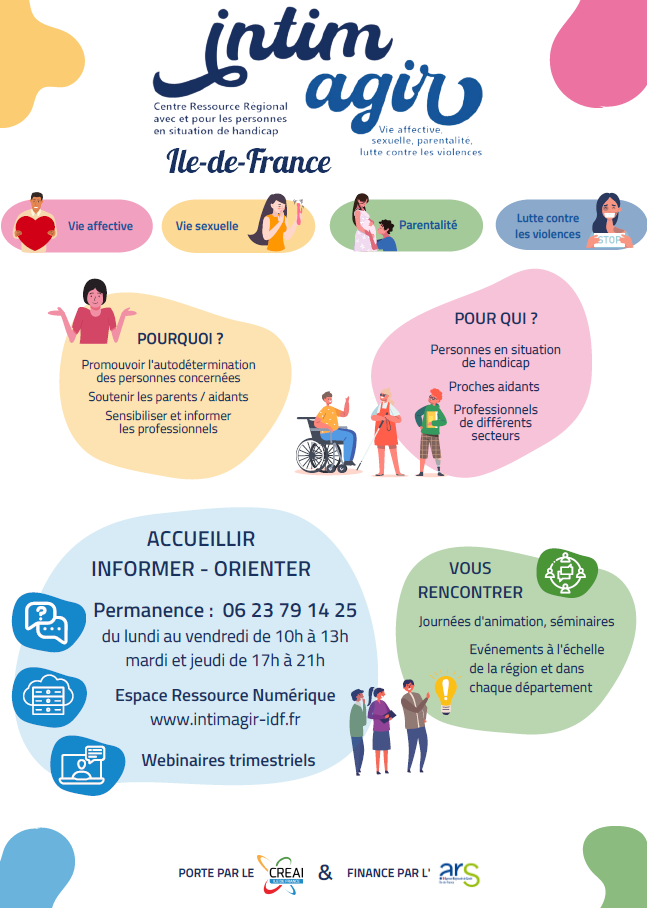 intim
agir
Centre Ressource Régional
avec et pour les personnes
en situation de handicap
Vie affective,
sexuelle, parentalité,
lutte contre les violences
Ile-de-France
Vie affective
Vie sexuelle
Parentalité
Lutte contre
les violences
STOP
POURQUOI ?
Promouvoir l'autodétermination
des personnes concernées
Soutenir les parents / aidants
Sensibiliser et informer
les professionnels
POUR QUI ?
Personnes en situation
de handicap
Proches aidants
Professionnels
de différents
secteurs
ACCUEILLIR
INFORMER - ORIENTER
Permanence : 06 23 79 14 25
du lundi au vendredi de 10h à 13h
mardi et jeudi de 17h à 21h
Espace Ressource Numérique
www.intimagir-idf.fr
Webinaires trimestriels
VOUS
RENCONTRER
Journées d'animation, séminaires
Evénements à l'échelle
de la région et dans
chaque département
PORTE PAR LE
CREAI
ILE-DE-FRANCE
&
FINANCE PAR L'
ars